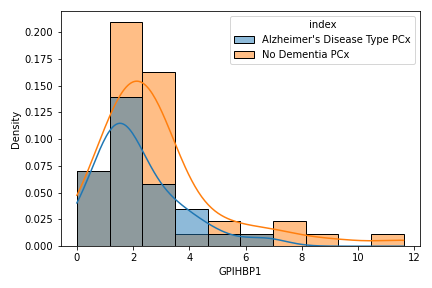 index
Alzheimer's Disease Type PCx
No Dementia PCx
Density
0.200
0.175
0.150
0.125
0.100
0.075
0.050
0.025
0.000
0 2 4 6 8 10 12
GPIHBP1